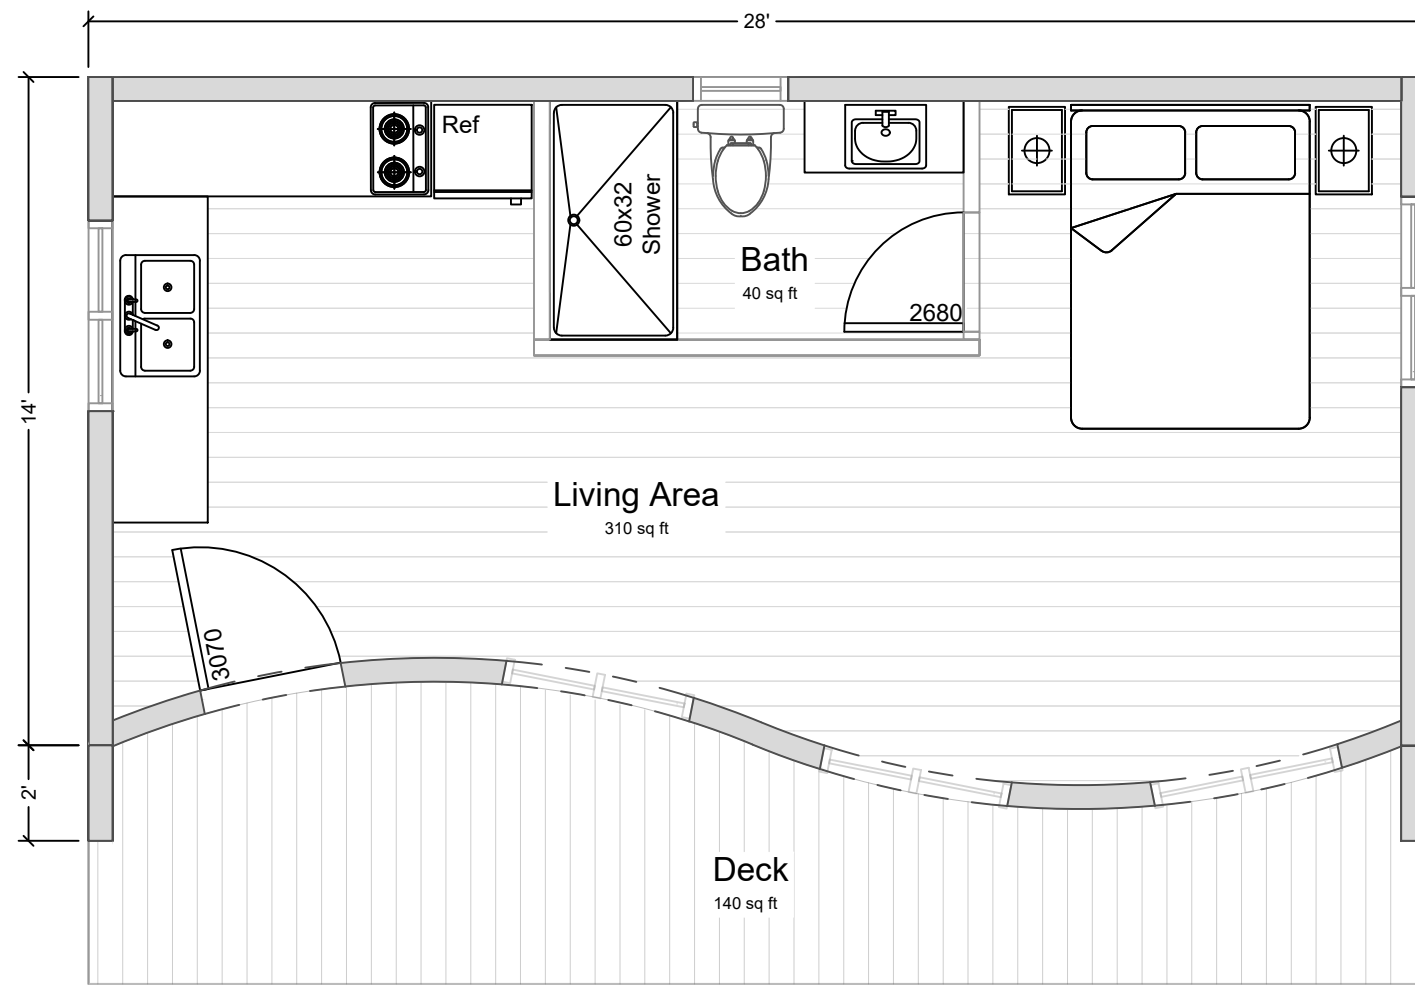 28'
Ref
60x32
Shower
Bath
40 sq ft
2680
14'
Living Area
310 sq ft
3070
2'
Deck
140 sq ft